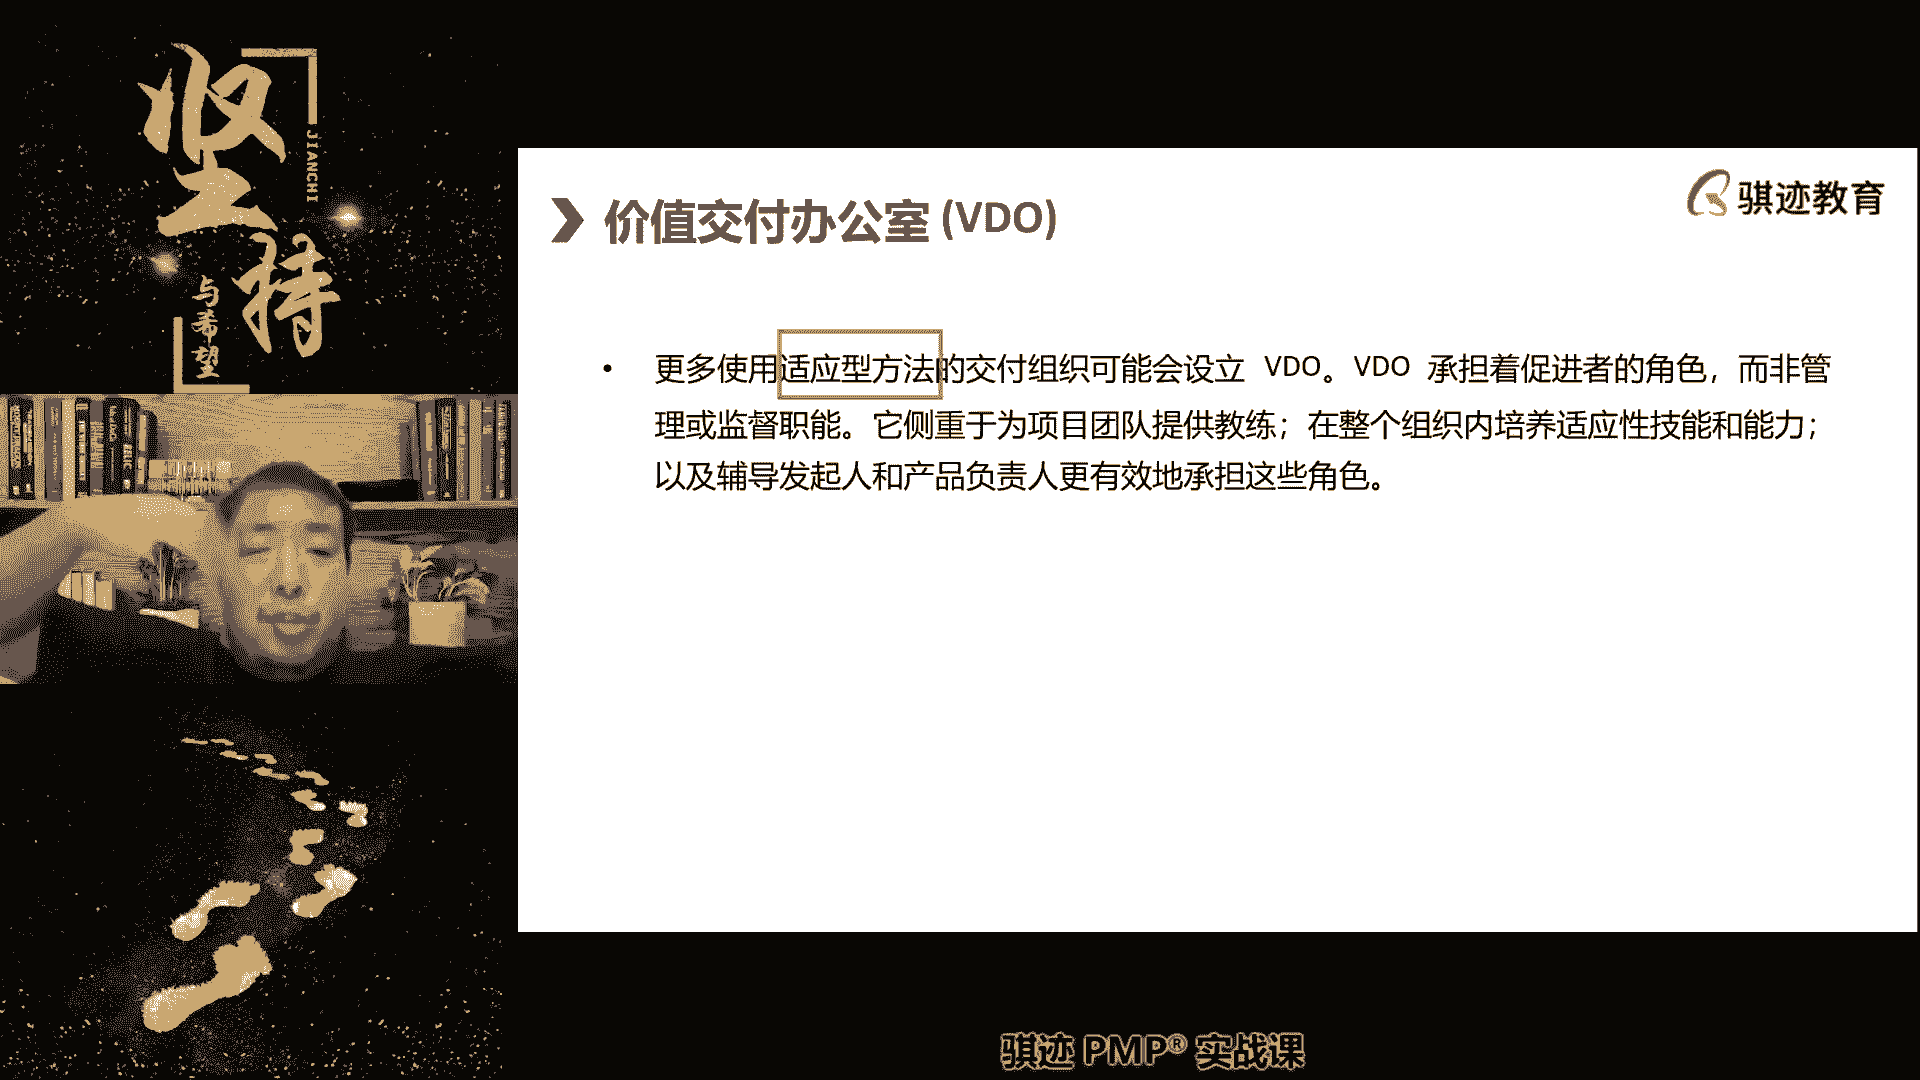 坚持
JIANCHI
与希望
骐迹教育
价值交付办公室 (VDO)
• 更多使用适应型方法的交付组织可能会设立 VDO。VDO 承担着促进者的角色，而非管
理或监督职能。它侧重于为项目团队提供教练；在整个组织内培养适应性技能和能力；
以及辅导发起人和产品负责人更有效地承担这些角色。
骐迹 PMP® 实战课